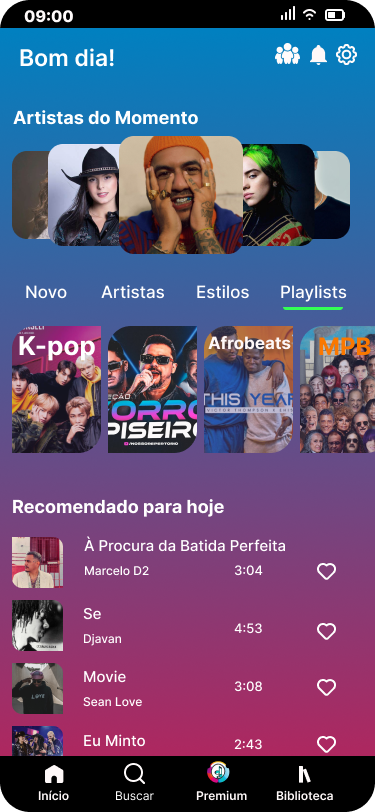 09:00
Bom dia!
Artistas do Momento
Novo Artistas Estilos Playlists
K-pop
PISEIRO
Afrobeats
THIS YEAR
MPB
Recomendado para hoje
À Procura da Batida Perfeita
Marcelo D2 3:04
Se
Djavan 4:53
Movie
Sean Love 3:08
Eu Minto 2:43
Início Buscar Premium Biblioteca